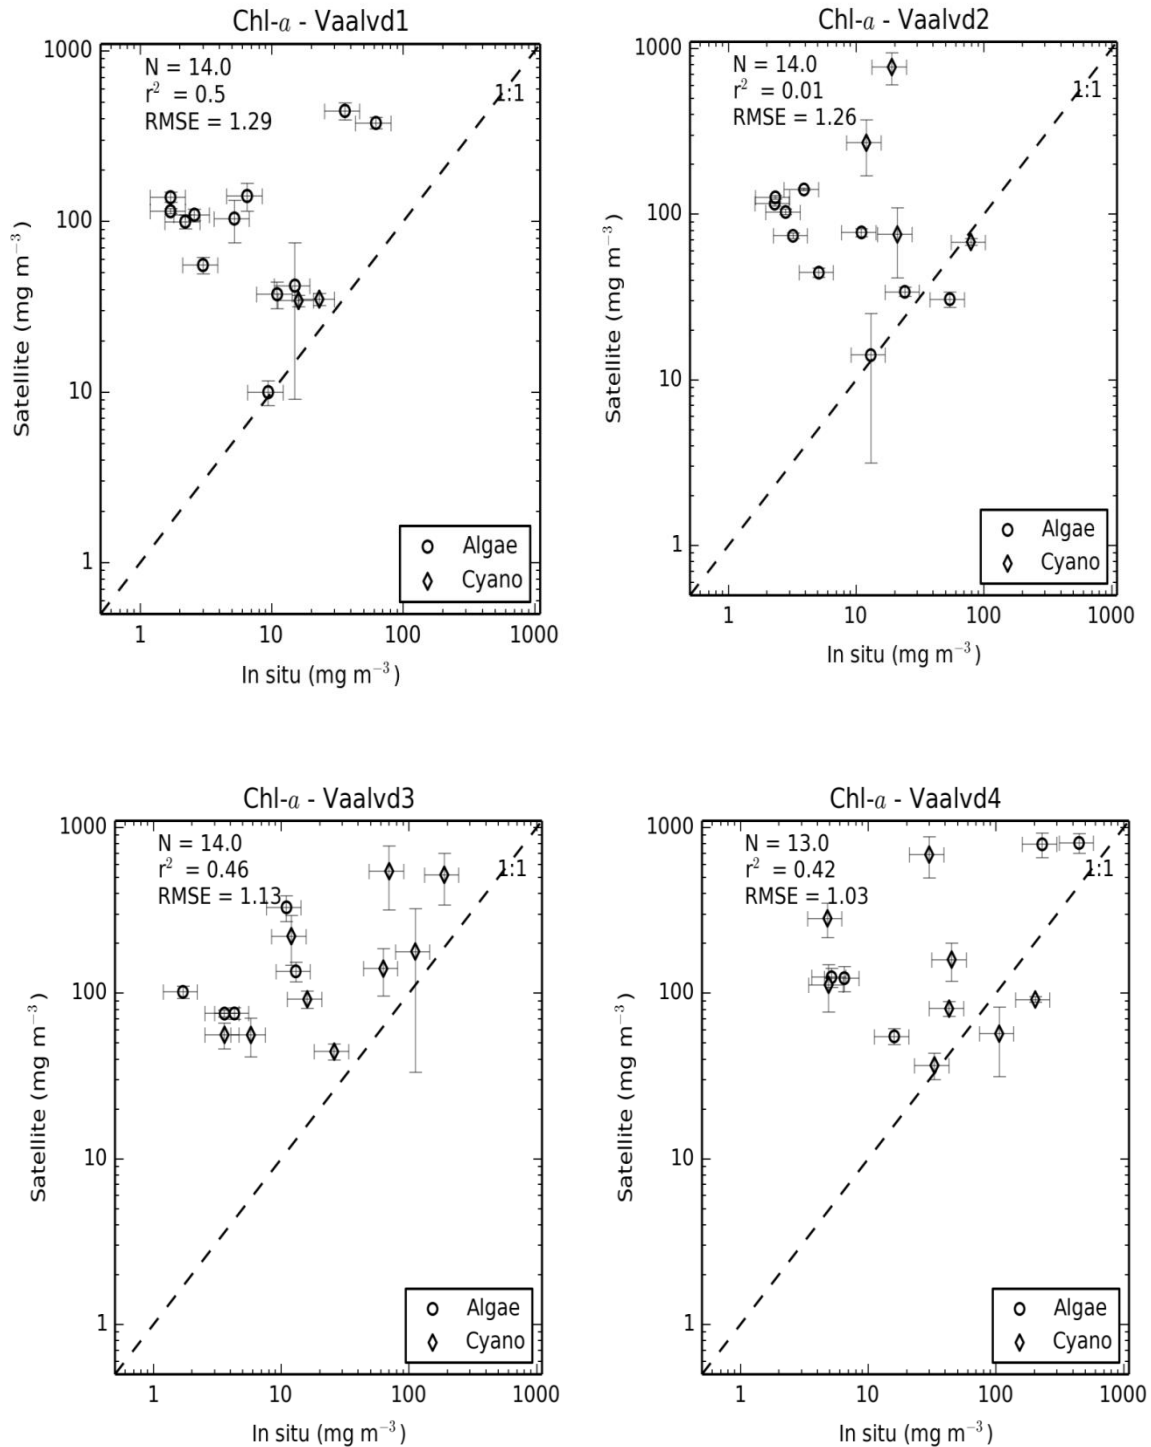 Chl-a - Vaalvd1
1000
N = 14.0
r² = 0.5
RMSE = 1.29
1:1
100
10
1
Satellite (mg m⁻³)
Algae
Cyano
1 10 100 1000
In situ (mg m⁻³)
Chl-a - Vaalvd2
1000
N = 14.0
r² = 0.01
RMSE = 1.26
1:1
100
10
1
Satellite (mg m⁻³)
Algae
Cyano
1 10 100 1000
In situ (mg m⁻³)
Chl-a - Vaalvd3
1000
N = 14.0
r² = 0.46
RMSE = 1.13
1:1
100
10
1
Satellite (mg m⁻³)
Algae
Cyano
1 10 100 1000
In situ (mg m⁻³)
Chl-a - Vaalvd4
1000
N = 13.0
r² = 0.42
RMSE = 1.03
1:1
100
10
1
Satellite (mg m⁻³)
Algae
Cyano
1 10 100 1000
In situ (mg m⁻³)